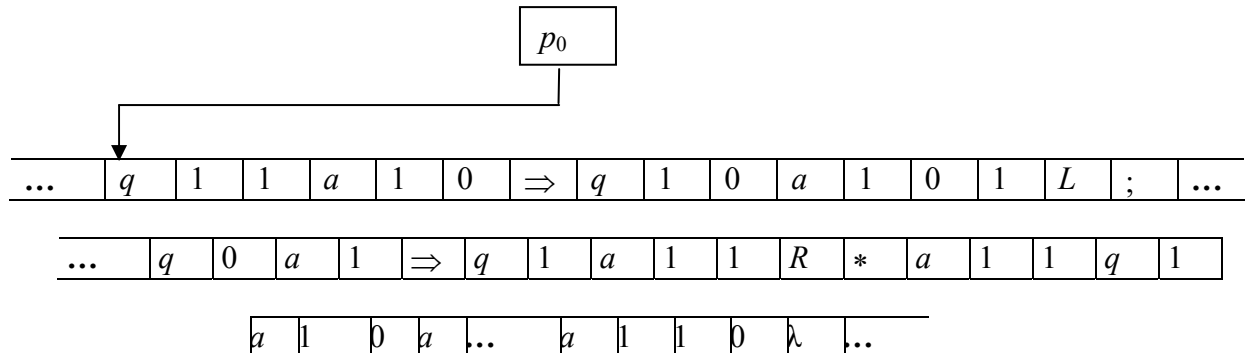 p₀
... q 1 1 a 1 0 ⇒ q 1 0 a 1 0 1 L ; ...
... q 0 a 1 ⇒ q 1 a 1 1 R * a 1 1 q 1
a 1 0 a ... a 1 1 0 λ ...